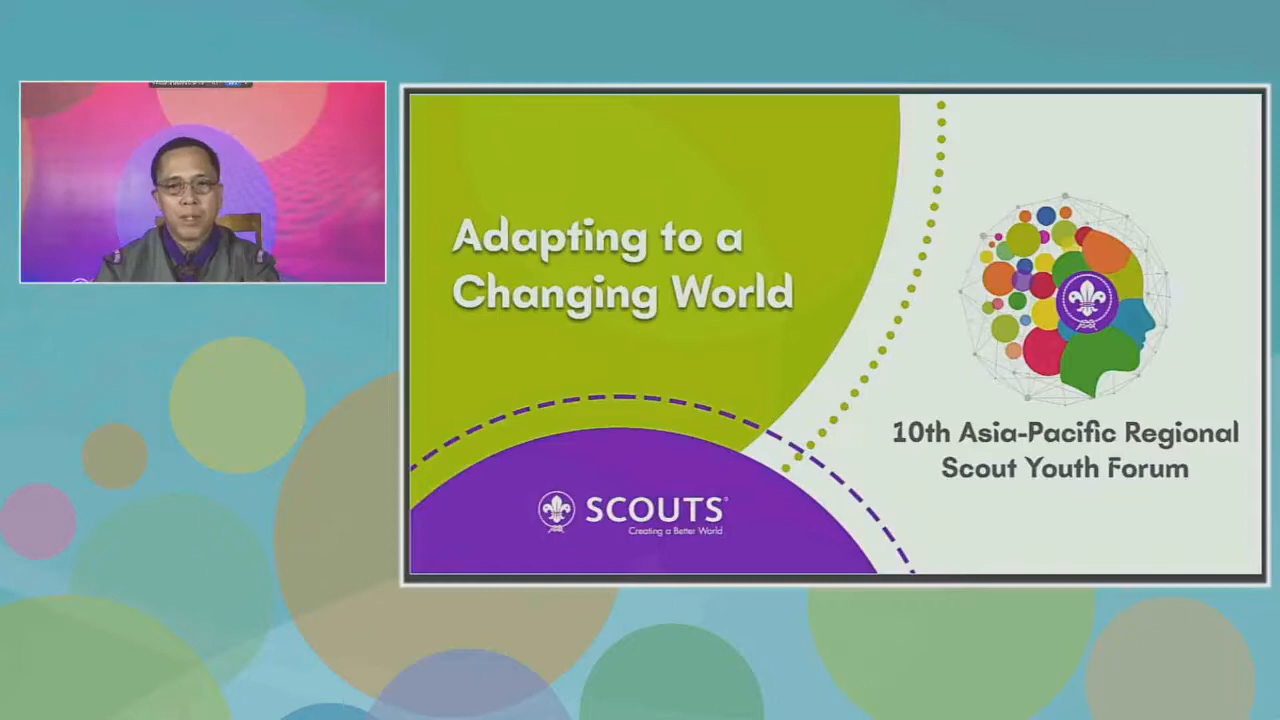 Adapting to a
Changing World
10th Asia-Pacific Regional
Scout Youth Forum
SCOUTS®
Creating a Better World